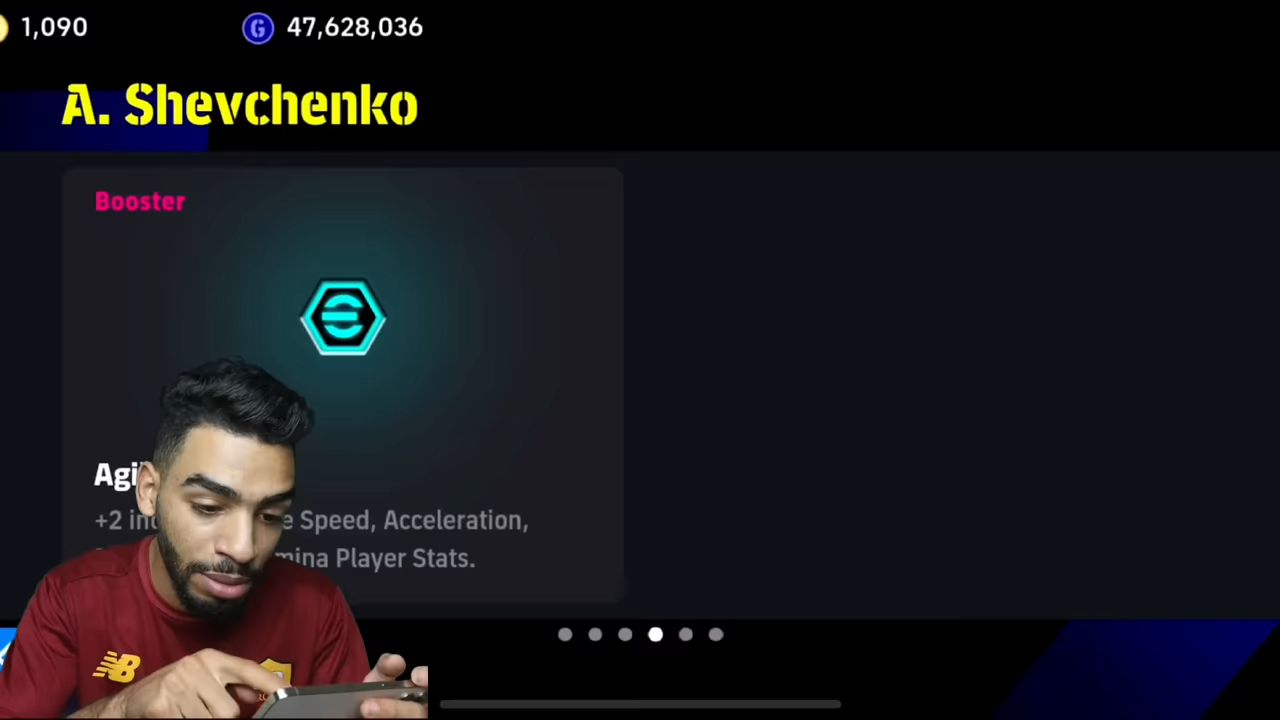 1,090
G 47,628,036
A. Shevchenko
Booster
Agi
+2 in e Speed, Acceleration,
mina Player Stats.